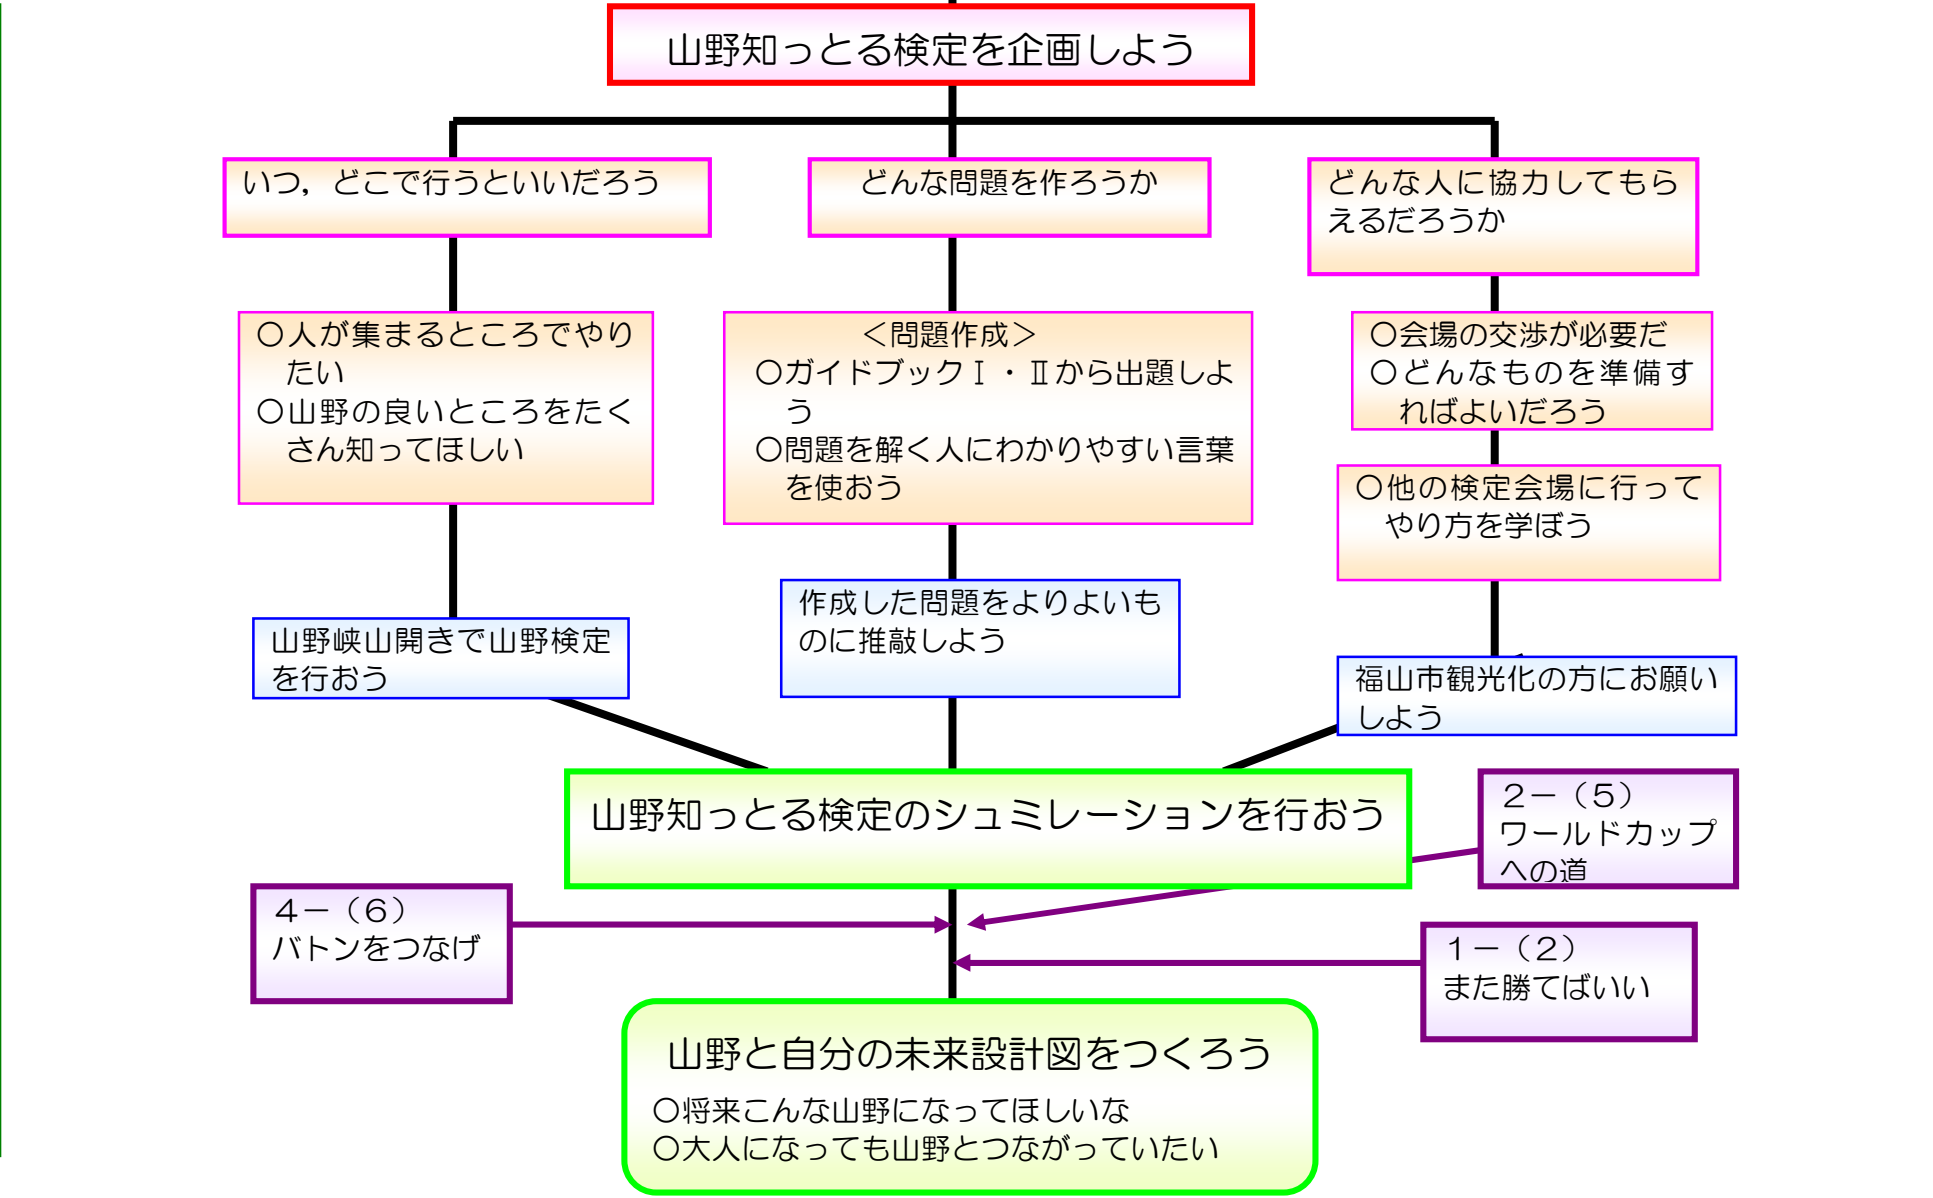 山野知っとる検定を企画しよう
いつ，どこで行うといいだろう
どんな問題を作ろうか
どんな人に協力してもら
えるだろうか
〇人が集まるところでやり
たい
〇山野の良いところをたく
さん知ってほしい
＜問題作成＞
〇ガイドブックⅠ・Ⅱから出題しよ
う
〇問題を解く人にわかりやすい言葉
を使おう
〇会場の交渉が必要だ
〇どんなものを準備す
ればよいだろう
〇他の検定会場に行って
やり方を学ぼう
山野峡山開きで山野検定
を行おう
作成した問題をよりよいも
のに推敲しよう
福山市観光化の方にお願い
しよう
山野知っとる検定のシュミレーションを行おう
２－（５）
ワールドカップ
への道
４－（６）
バトンをつなげ
１－（２）
また勝てばいい
山野と自分の未来設計図をつくろう
〇将来こんな山野になってほしいな
〇大人になっても山野とつながっていたい